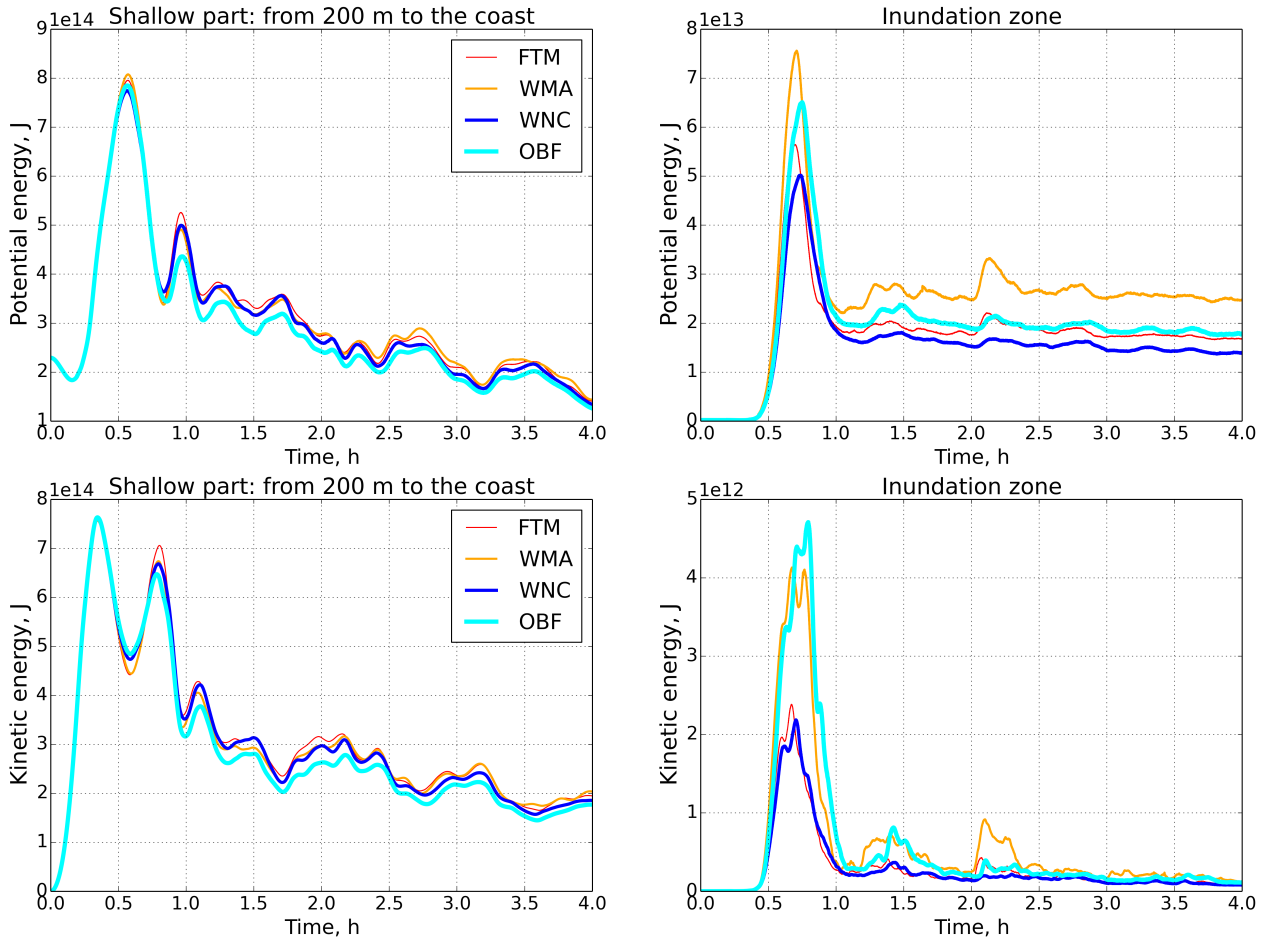 1e14 Shallow part: from 200 m to the coast
9
8
7
6
5
4
3
2
1
Potential energy, J
FTM
WMA
WNC
OBF
0.0 0.5 1.0 1.5 2.0 2.5 3.0 3.5 4.0
Time, h
1e13 Inundation zone
8
7
6
5
4
3
2
1
0
Potential energy, J
0.0 0.5 1.0 1.5 2.0 2.5 3.0 3.5 4.0
Time, h
1e14 Shallow part: from 200 m to the coast
8
7
6
5
4
3
2
1
0
Kinetic energy, J
FTM
WMA
WNC
OBF
0.0 0.5 1.0 1.5 2.0 2.5 3.0 3.5 4.0
Time, h
1e12 Inundation zone
5
4
3
2
1
0
Kinetic energy, J
0.0 0.5 1.0 1.5 2.0 2.5 3.0 3.5 4.0
Time, h